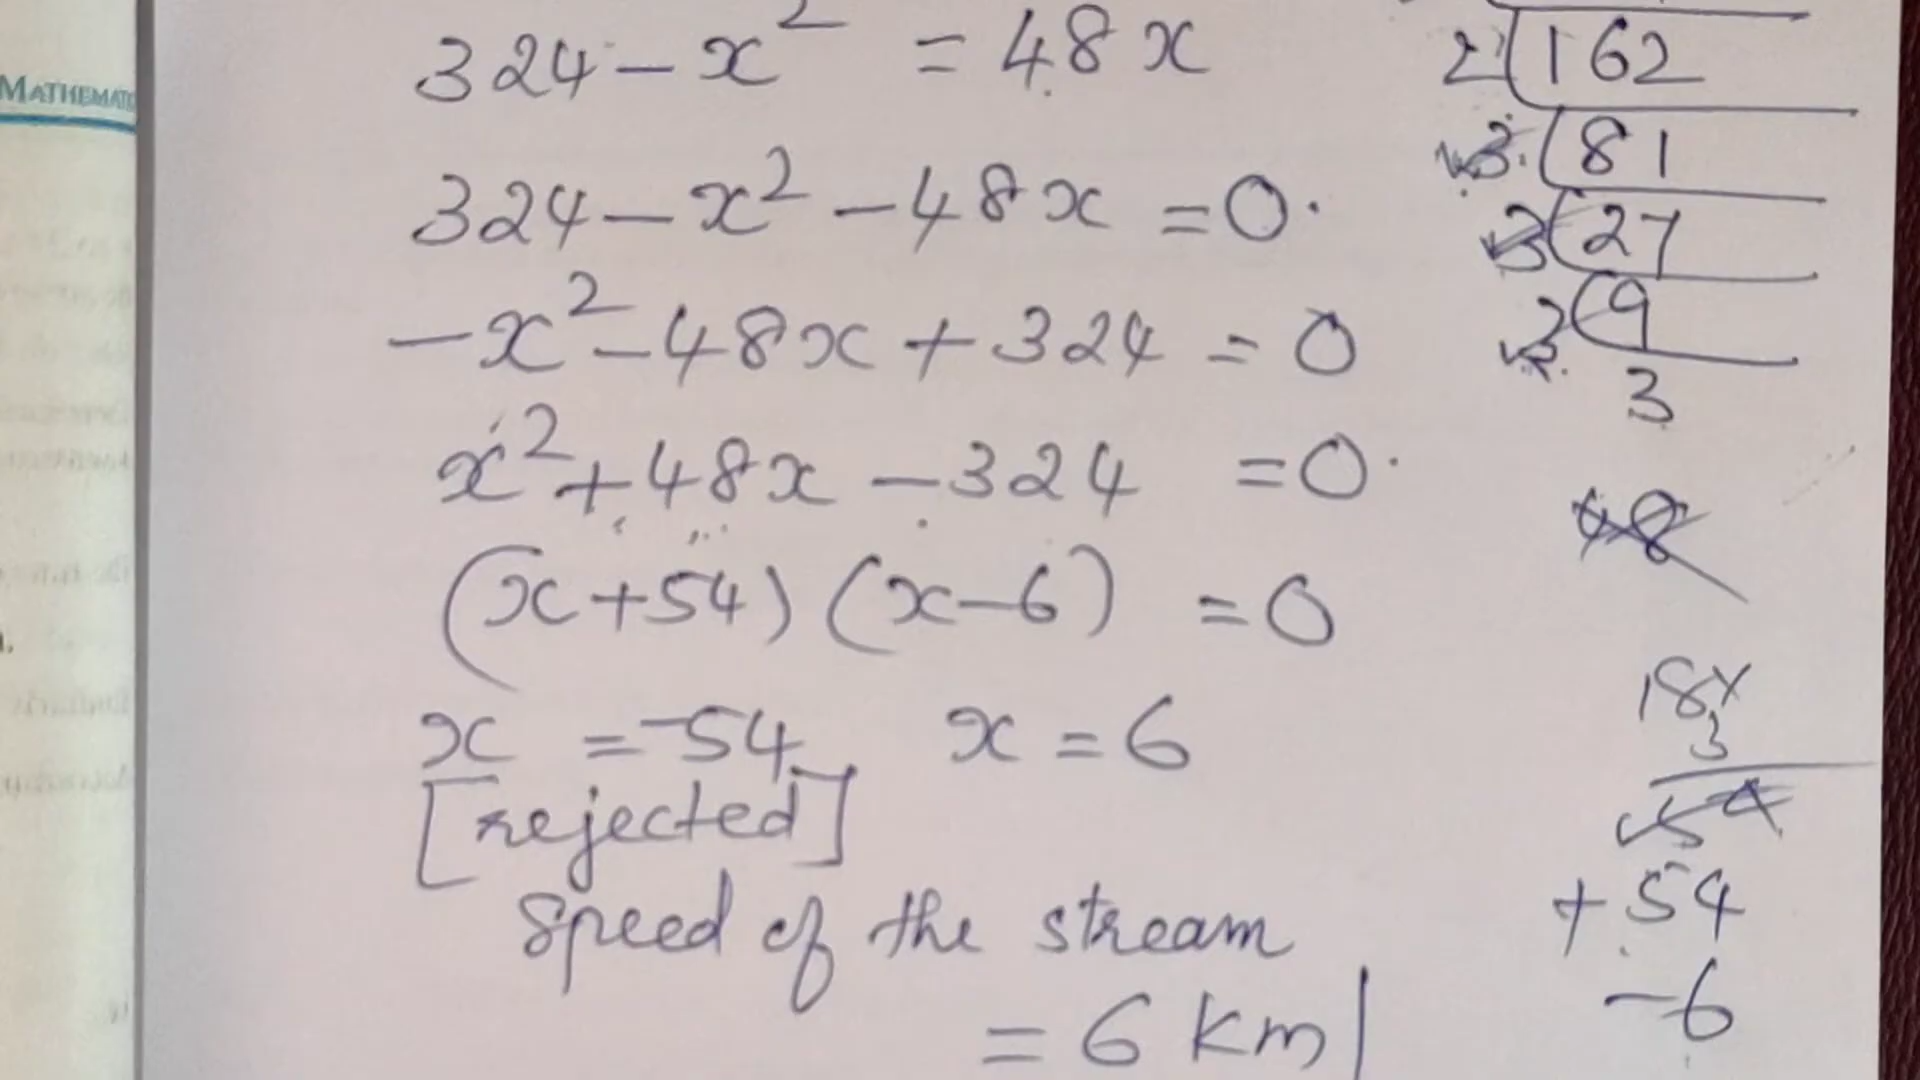 MATHEMATIC
324 - x² = 48x
324 - x² - 48x = 0.
-x² - 48x + 324 = 0
x² + 48x - 324 = 0.
(x + 54) (x - 6) = 0
x = -54 x = 6
[rejected]
Speed of the stream
= 6 km/
2 162
3 81
3 27
3 9
3
48
18 x
3
54
+ 54
- 6